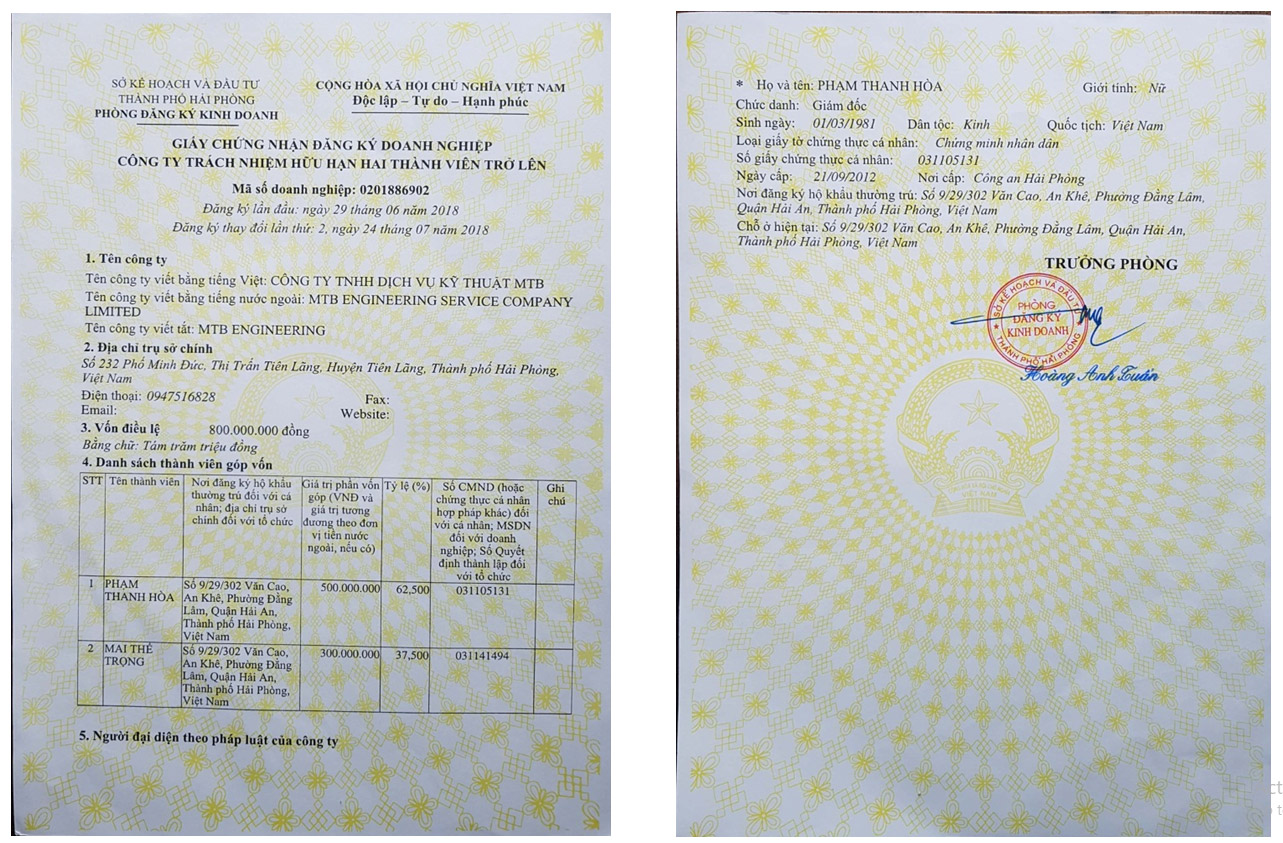 SỞ KẾ HOẠCH VÀ ĐẦU TƯ
THÀNH PHỐ HẢI PHÒNG
PHÒNG ĐĂNG KÝ KINH DOANH
CỘNG HÒA XÃ HỘI CHỦ NGHĨA VIỆT NAM
Độc lập – Tự do – Hạnh phúc
GIẤY CHỨNG NHẬN ĐĂNG KÝ DOANH NGHIỆP
CÔNG TY TRÁCH NHIỆM HỮU HẠN HAI THÀNH VIÊN TRỞ LÊN
Mã số doanh nghiệp: 0201886902
Đăng ký lần đầu: ngày 29 tháng 06 năm 2018
Đăng ký thay đổi lần thứ: 2, ngày 24 tháng 07 năm 2018
1. Tên công ty
Tên công ty viết bằng tiếng Việt: CÔNG TY TNHH DỊCH VỤ KỸ THUẬT MTB
Tên công ty viết bằng tiếng nước ngoài: MTB ENGINEERING SERVICE COMPANY
LIMITED
Tên công ty viết tắt: MTB ENGINEERING
2. Địa chỉ trụ sở chính
Số 232 Phố Minh Đức, Thị Trấn Tiên Lãng, Huyện Tiên Lãng, Thành phố Hải Phòng,
Việt Nam
Điện thoại: 0947516828 Fax:
Email: Website:
3. Vốn điều lệ 800.000.000 đồng
Bằng chữ: Tám trăm triệu đồng
4. Danh sách thành viên góp vốn
STT
Tên thành viên
Nơi đăng ký hộ khẩu
thường trú đối với cá
nhân; địa chỉ trụ sở
chính đối với tổ chức
Giá trị phần vốn
góp (VNĐ và
giá trị tương
đương theo đơn
vị tiền nước
ngoài, nếu có)
Tỷ lệ (%)
Số CMND (hoặc
chứng thực cá nhân
hợp pháp khác) đối
với cá nhân; MSDN
đối với doanh
nghiệp; Số Quyết
định thành lập đối
với tổ chức
Ghi
chú
1
PHẠM
THANH HÒA
Số 9/29/302 Văn Cao,
An Khê, Phường Đằng
Lâm, Quận Hải An,
Thành phố Hải Phòng,
Việt Nam
500.000.000
62,500
031105131
2
MAI THẾ
TRỌNG
Số 9/29/302 Văn Cao,
An Khê, Phường Đằng
Lâm, Quận Hải An,
Thành phố Hải Phòng,
Việt Nam
300.000.000
37,500
031141494
5. Người đại diện theo pháp luật của công ty
* Họ và tên: PHẠM THANH HÒA Giới tính: Nữ
Chức danh: Giám đốc
Sinh ngày: 01/03/1981 Dân tộc: Kinh Quốc tịch: Việt Nam
Loại giấy tờ chứng thực cá nhân: Chứng minh nhân dân
Số giấy chứng thực cá nhân: 031105131
Ngày cấp: 21/09/2012 Nơi cấp: Công an Hải Phòng
Nơi đăng ký hộ khẩu thường trú: Số 9/29/302 Văn Cao, An Khê, Phường Đằng Lâm,
Quận Hải An, Thành phố Hải Phòng, Việt Nam
Chỗ ở hiện tại: Số 9/29/302 Văn Cao, An Khê, Phường Đằng Lâm, Quận Hải An,
Thành phố Hải Phòng, Việt Nam
TRƯỞNG PHÒNG
SỞ KẾ HOẠCH VÀ ĐẦU TƯ
PHÒNG
ĐĂNG KÝ
KINH DOANH
THÀNH PHỐ HẢI PHÒNG
Hoàng Anh Tuấn
VIỆT NAM